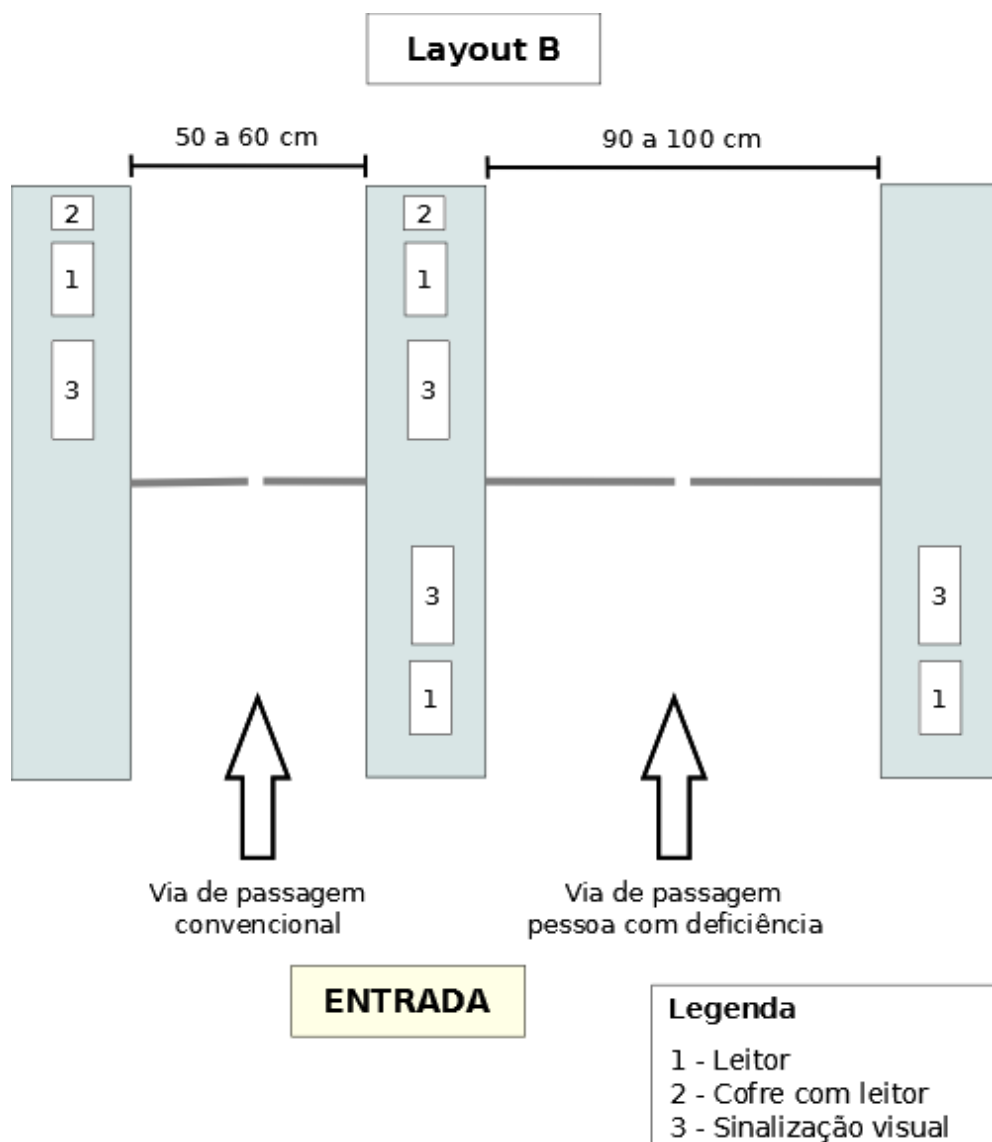 Layout B
50 a 60 cm
90 a 100 cm
2
2
1
1
3
3
3
3
1
1
Via de passagem
convencional
Via de passagem
pessoa com deficiência
ENTRADA
Legenda
1 - Leitor
2 - Cofre com leitor
3 - Sinalização visual